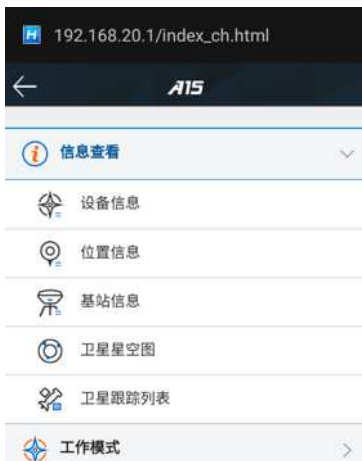 192.168.20.1/index_ch.html
A15
信息查看
设备信息
位置信息
基站信息
卫星星空图
卫星跟踪列表
工作模式